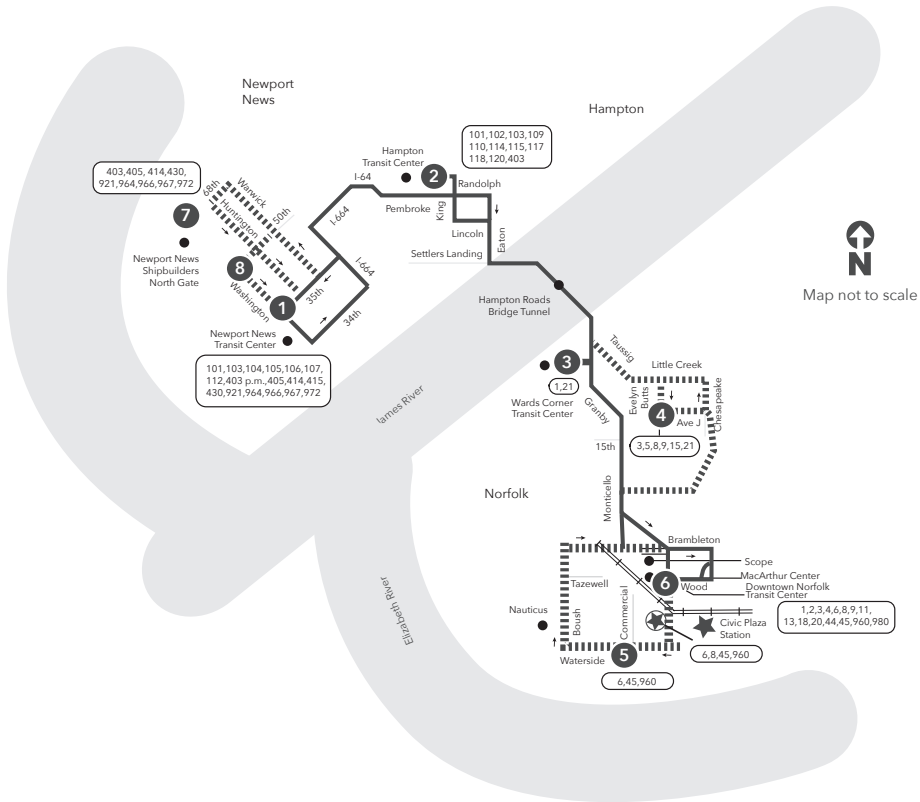 Newport
News
Hampton
101,102,103,109
110,114,115,117
118,120,403
Hampton
Transit Center
2
I-64
Randolph
403,405, 414,430,
921,964,966,967,972
68th
Warwick
Huntington
50th
7
I-664
Pembroke
King
Lincoln
Eaton
Settlers Landing
N
Map not to scale
Newport News
Shipbuilders
North Gate
8
Washington
I-664
35th
34th
1
Hampton Roads
Bridge Tunnel
Newport News
Transit Center
101,103,104,105,106,107,
112,403 p.m.,405,414,415,
430,921,964,966,967,972
3
1,21
Wards Corner
Transit Center
Taussig
Little Creek
Evelyn
Butts
Chesapeake
4
Ave J
Granby
James River
15th
3,5,8,9,15,21
Norfolk
Monticello
Brambleton
Scope
MacArthur Center
Downtown Norfolk
Transit Center
6
Wood
Tazewell
Elizabeth River
Nauticus
Boush
Commercial
Civic Plaza
Station
1,2,3,4,6,8,9,11,
13,18,20,44,45,960,980
5
Waterside
6,8,45,960
6,45,960